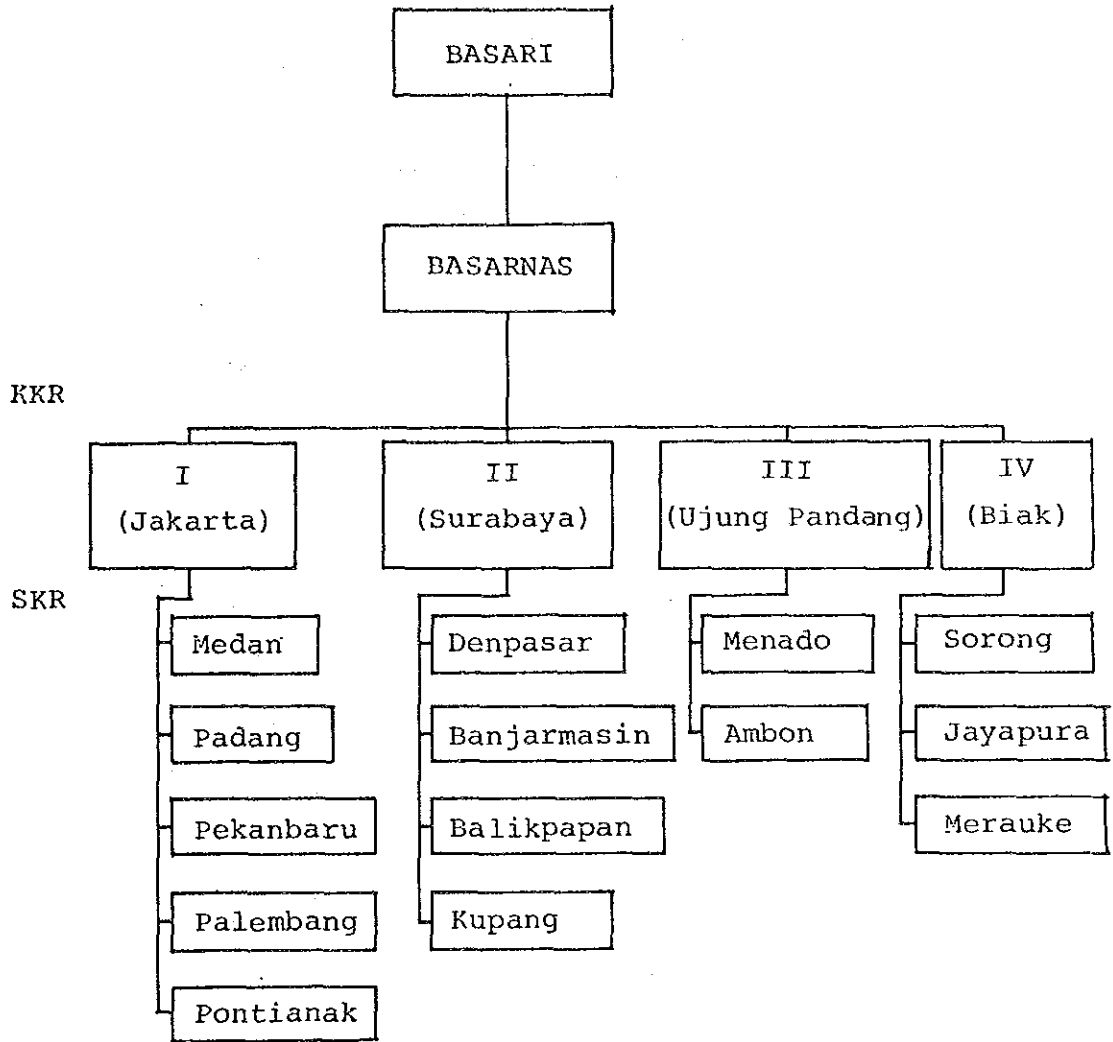 BASARI
BASARNAS
KKR
I
(Jakarta)
II
(Surabaya)
III
(Ujung Pandang)
IV
(Biak)
SKR
Medan
Padang
Pekanbaru
Palembang
Pontianak
Denpasar
Banjarmasin
Balikpapan
Kupang
Menado
Ambon
Sorong
Jayapura
Merauke